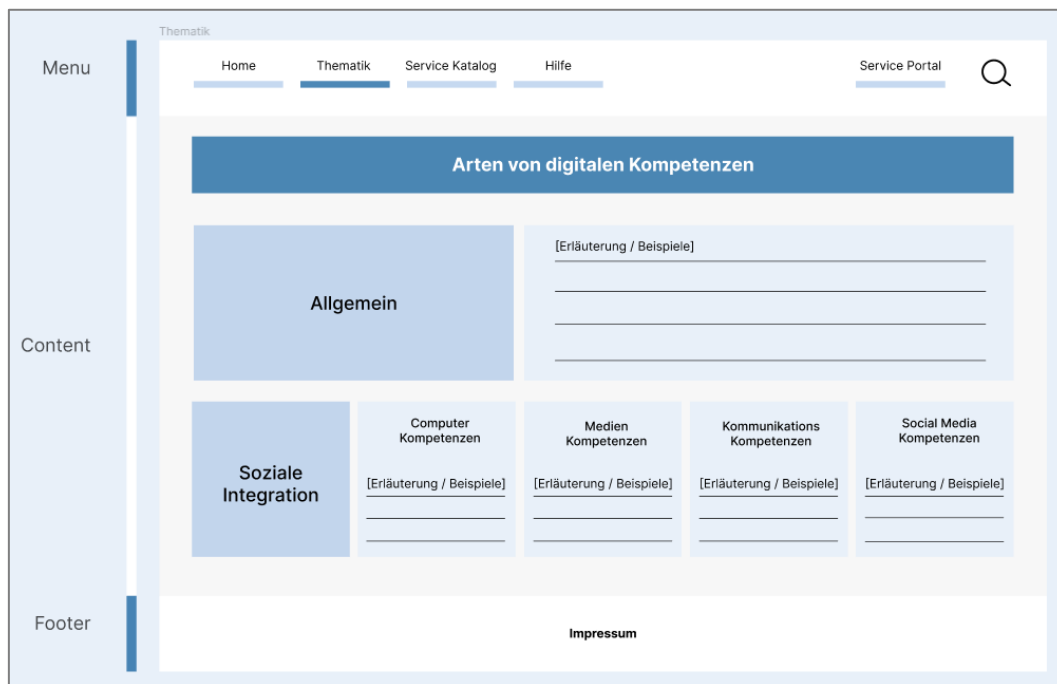 Thematik
Menu
Home
Thematik
Service Katalog
Hilfe
Service Portal
Arten von digitalen Kompetenzen
Content
Allgemein
[Erläuterung / Beispiele]
Soziale
Integration
Computer
Kompetenzen
[Erläuterung / Beispiele]
Medien
Kompetenzen
[Erläuterung / Beispiele]
Kommunikations
Kompetenzen
[Erläuterung / Beispiele]
Social Media
Kompetenzen
[Erläuterung / Beispiele]
Footer
Impressum